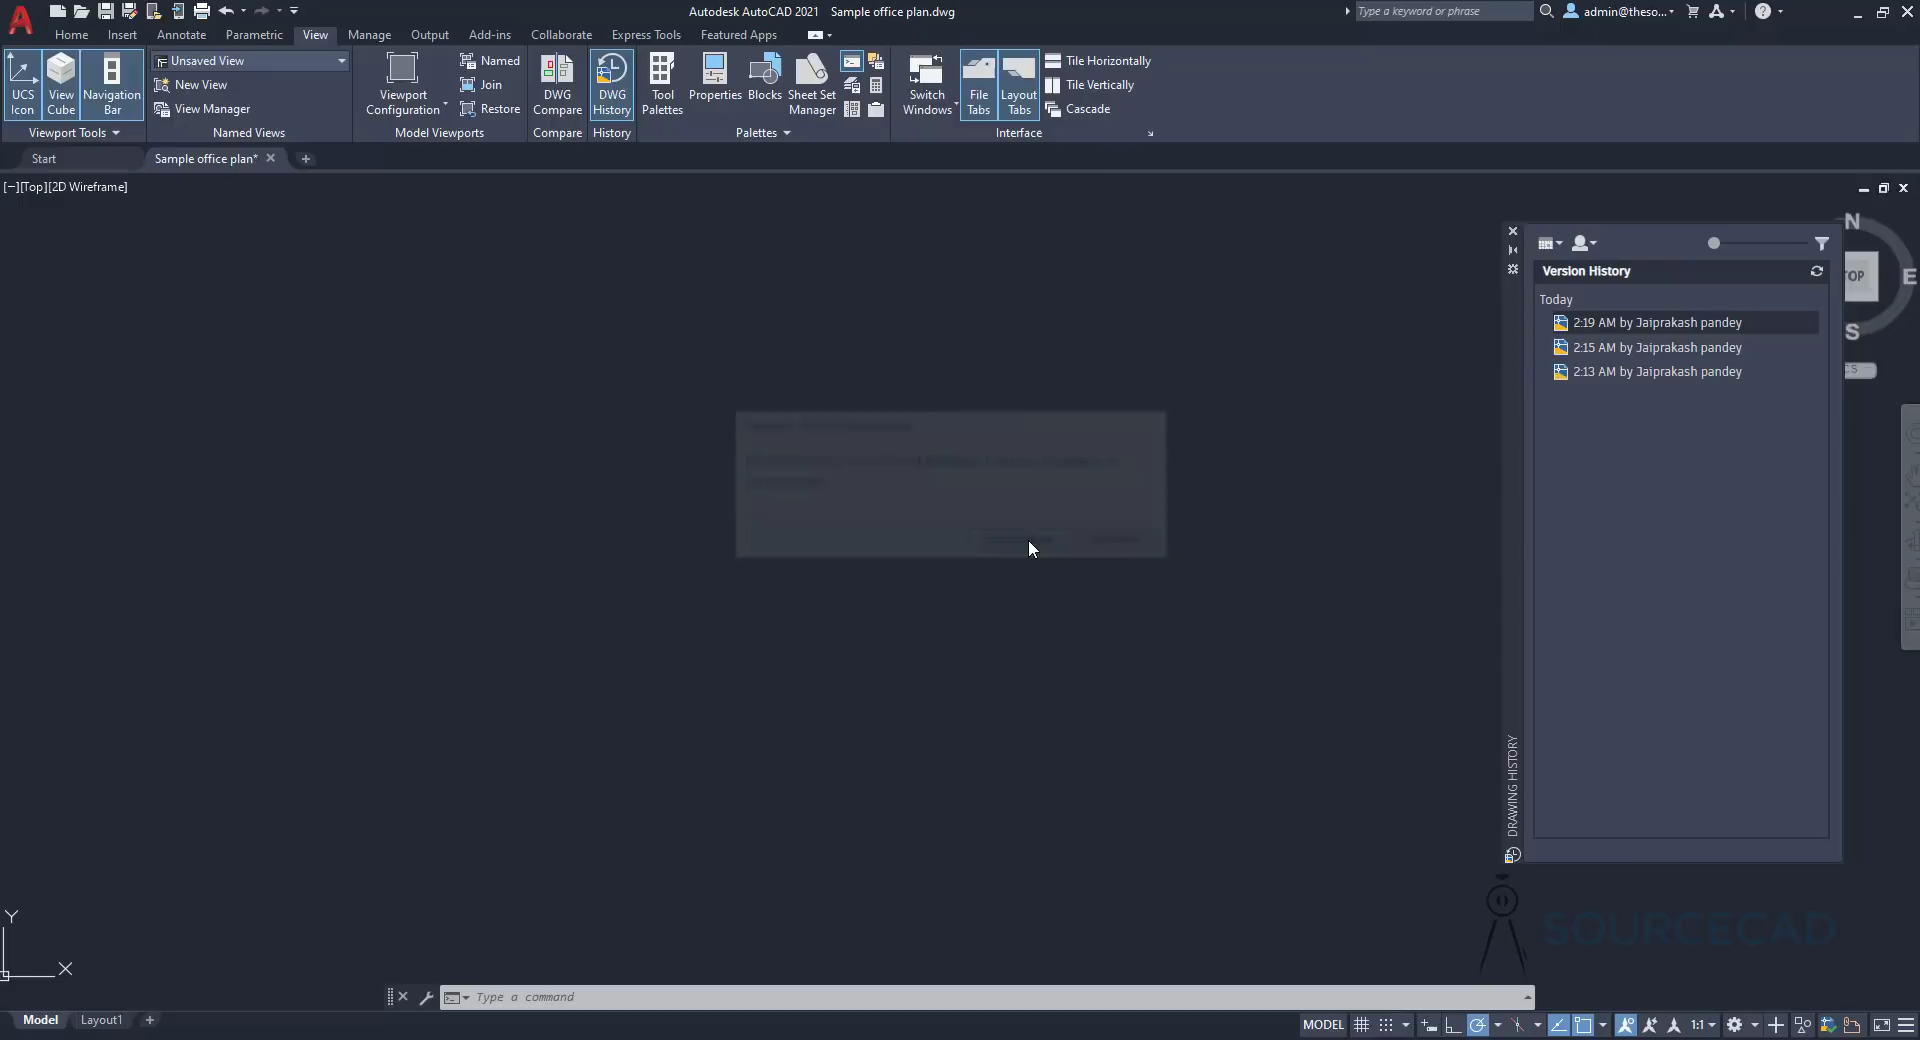 Autodesk AutoCAD 2021 Sample office plan.dwg
Type a keyword or phrase
admin@theso...
Home Insert Annotate Parametric View Manage Output Add-ins Collaborate Express Tools Featured Apps
UCS Icon
View Cube
Navigation Bar
Viewport Tools
Unsaved View
New View
View Manager
Named Views
Viewport Configuration
Named
Join
Restore
Model Viewports
DWG Compare
Compare
DWG History
History
Tool Palettes
Properties
Blocks
Sheet Set Manager
Palettes
Switch Windows
File Tabs
Layout Tabs
Tile Horizontally
Tile Vertically
Cascade
Interface
Start
Sample office plan*
[−][Top][2D Wireframe]
N
TOP
E
S
CS
Version History
Today
2:19 AM by Jaiprakash pandey
2:15 AM by Jaiprakash pandey
2:13 AM by Jaiprakash pandey
DRAWING HISTORY
SOURCECAD
Y
X
Type a command
Model Layout1
MODEL
1:1